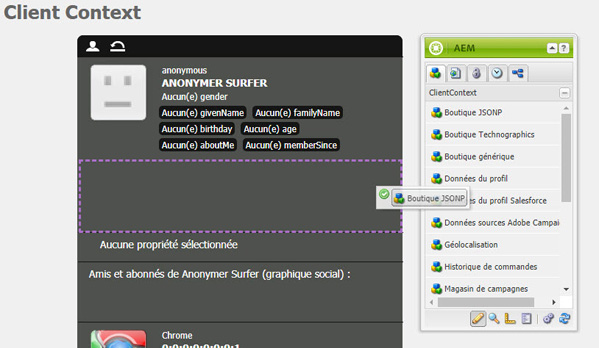 Client Context
anonymous
ANONYMER SURFER
Aucun(e) gender
Aucun(e) givenName Aucun(e) familyName
Aucun(e) birthday Aucun(e) age
Aucun(e) aboutMe Aucun(e) memberSince
Aucune propriété sélectionnée
Amis et abonnés de Anonymer Surfer (graphique social) :
Chrome
AEM
ClientContext
Boutique JSONP
Boutique Technographics
Boutique générique
Données du profil
Boutique JSONP
s du profil Salesforce
Données sources Adobe Campai
Géolocalisation
Historique de commandes
Magasin de campagnes